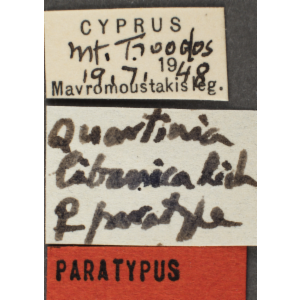 CYPRUS
Mt. Troodos
19.7.1948
Mavromoustakis leg.
Quartinia
libanica Rich
♀ paratype
PARATYPUS